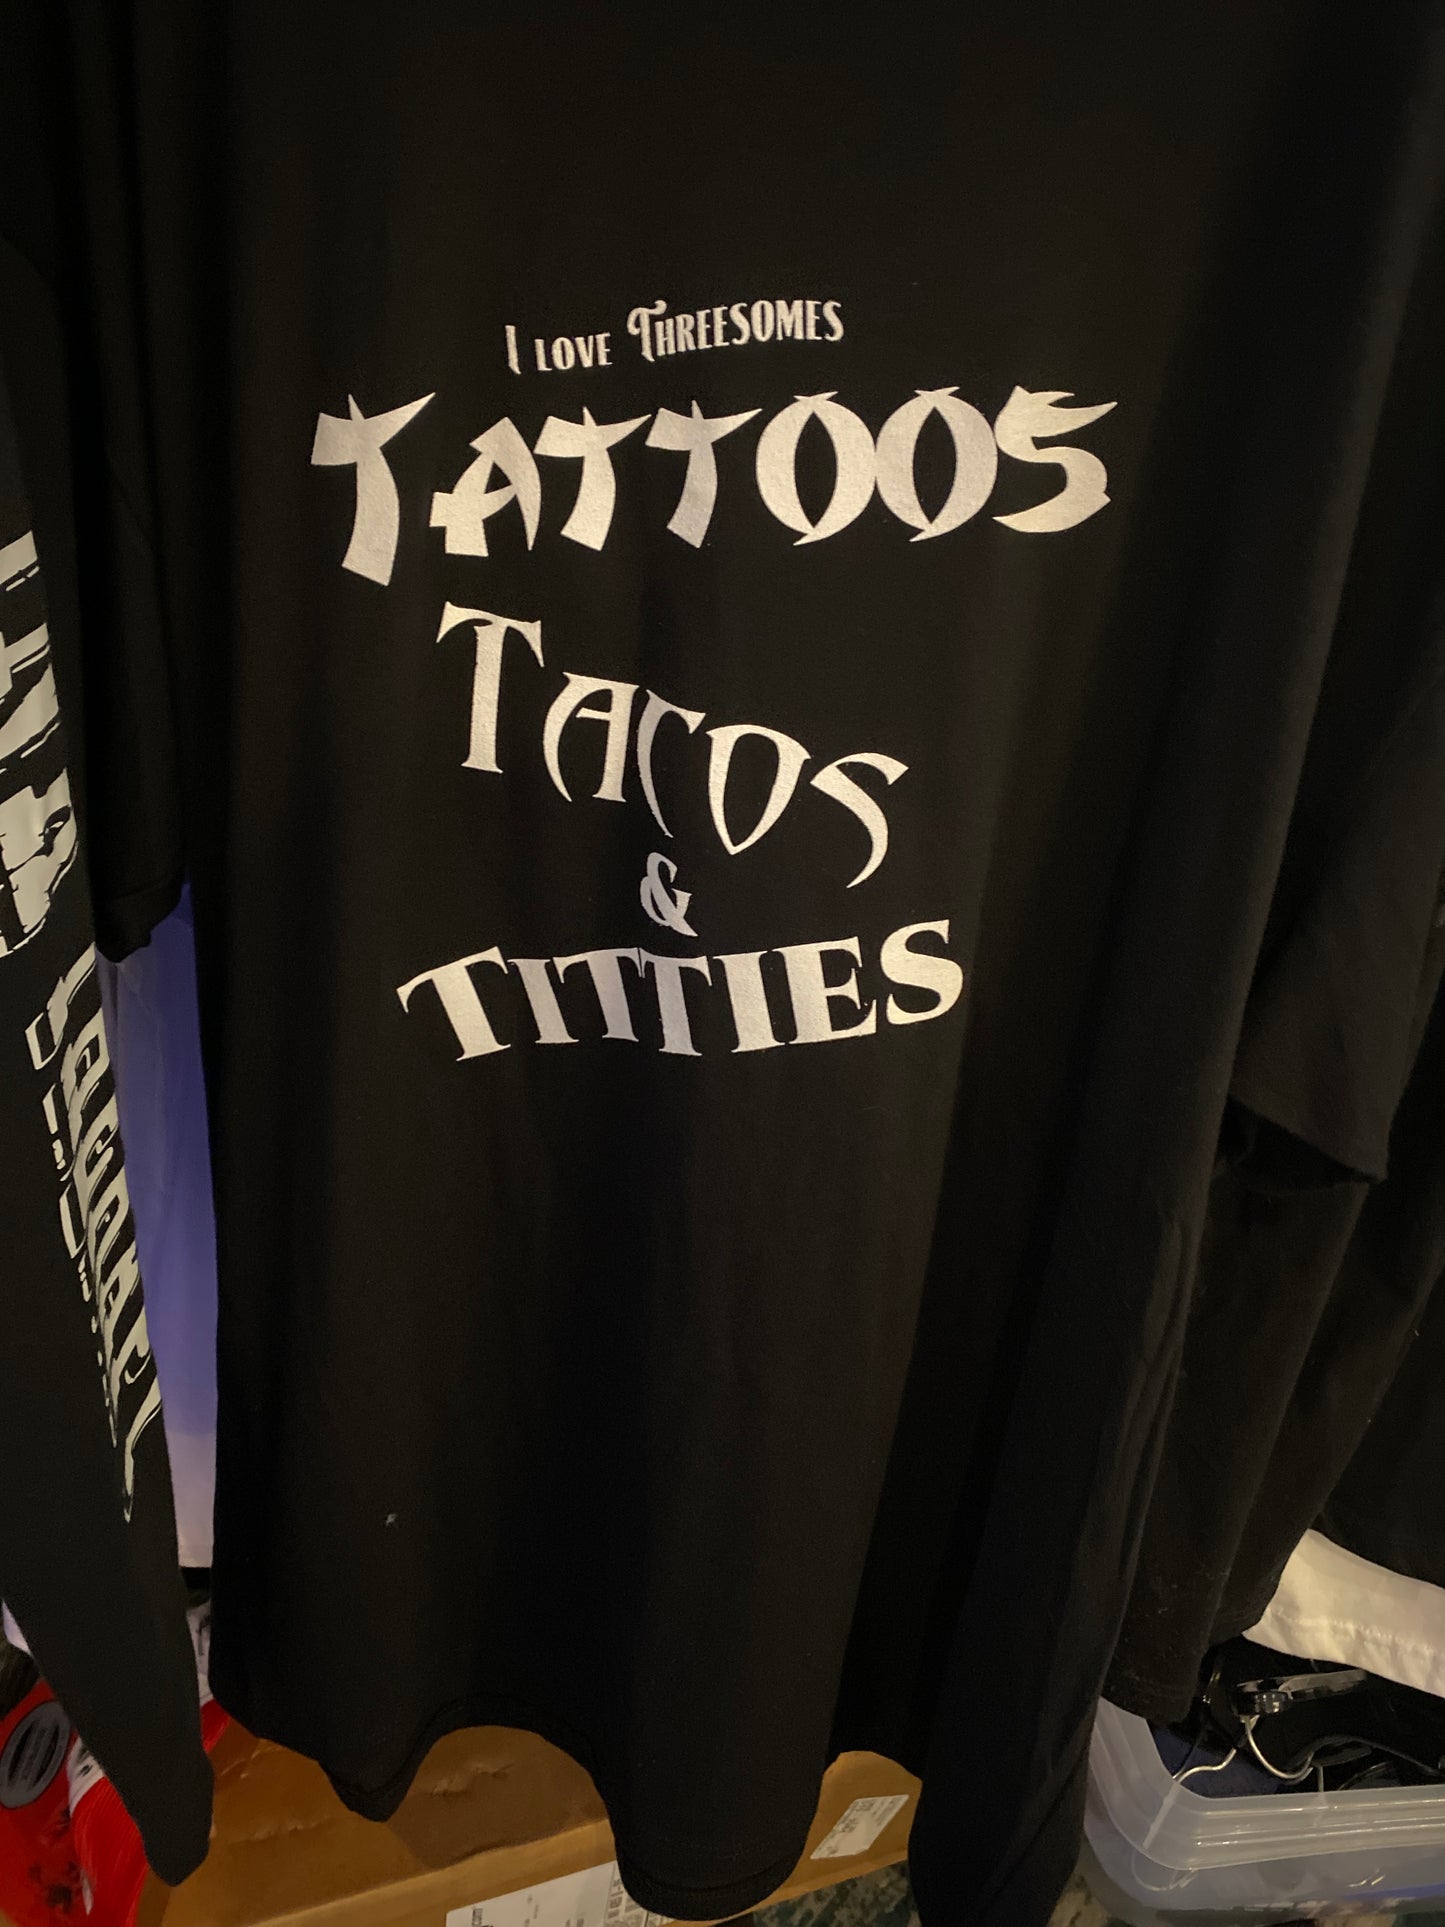 I LOVE THREESOMES
TATTOOS
TACOS
&
TITTIES